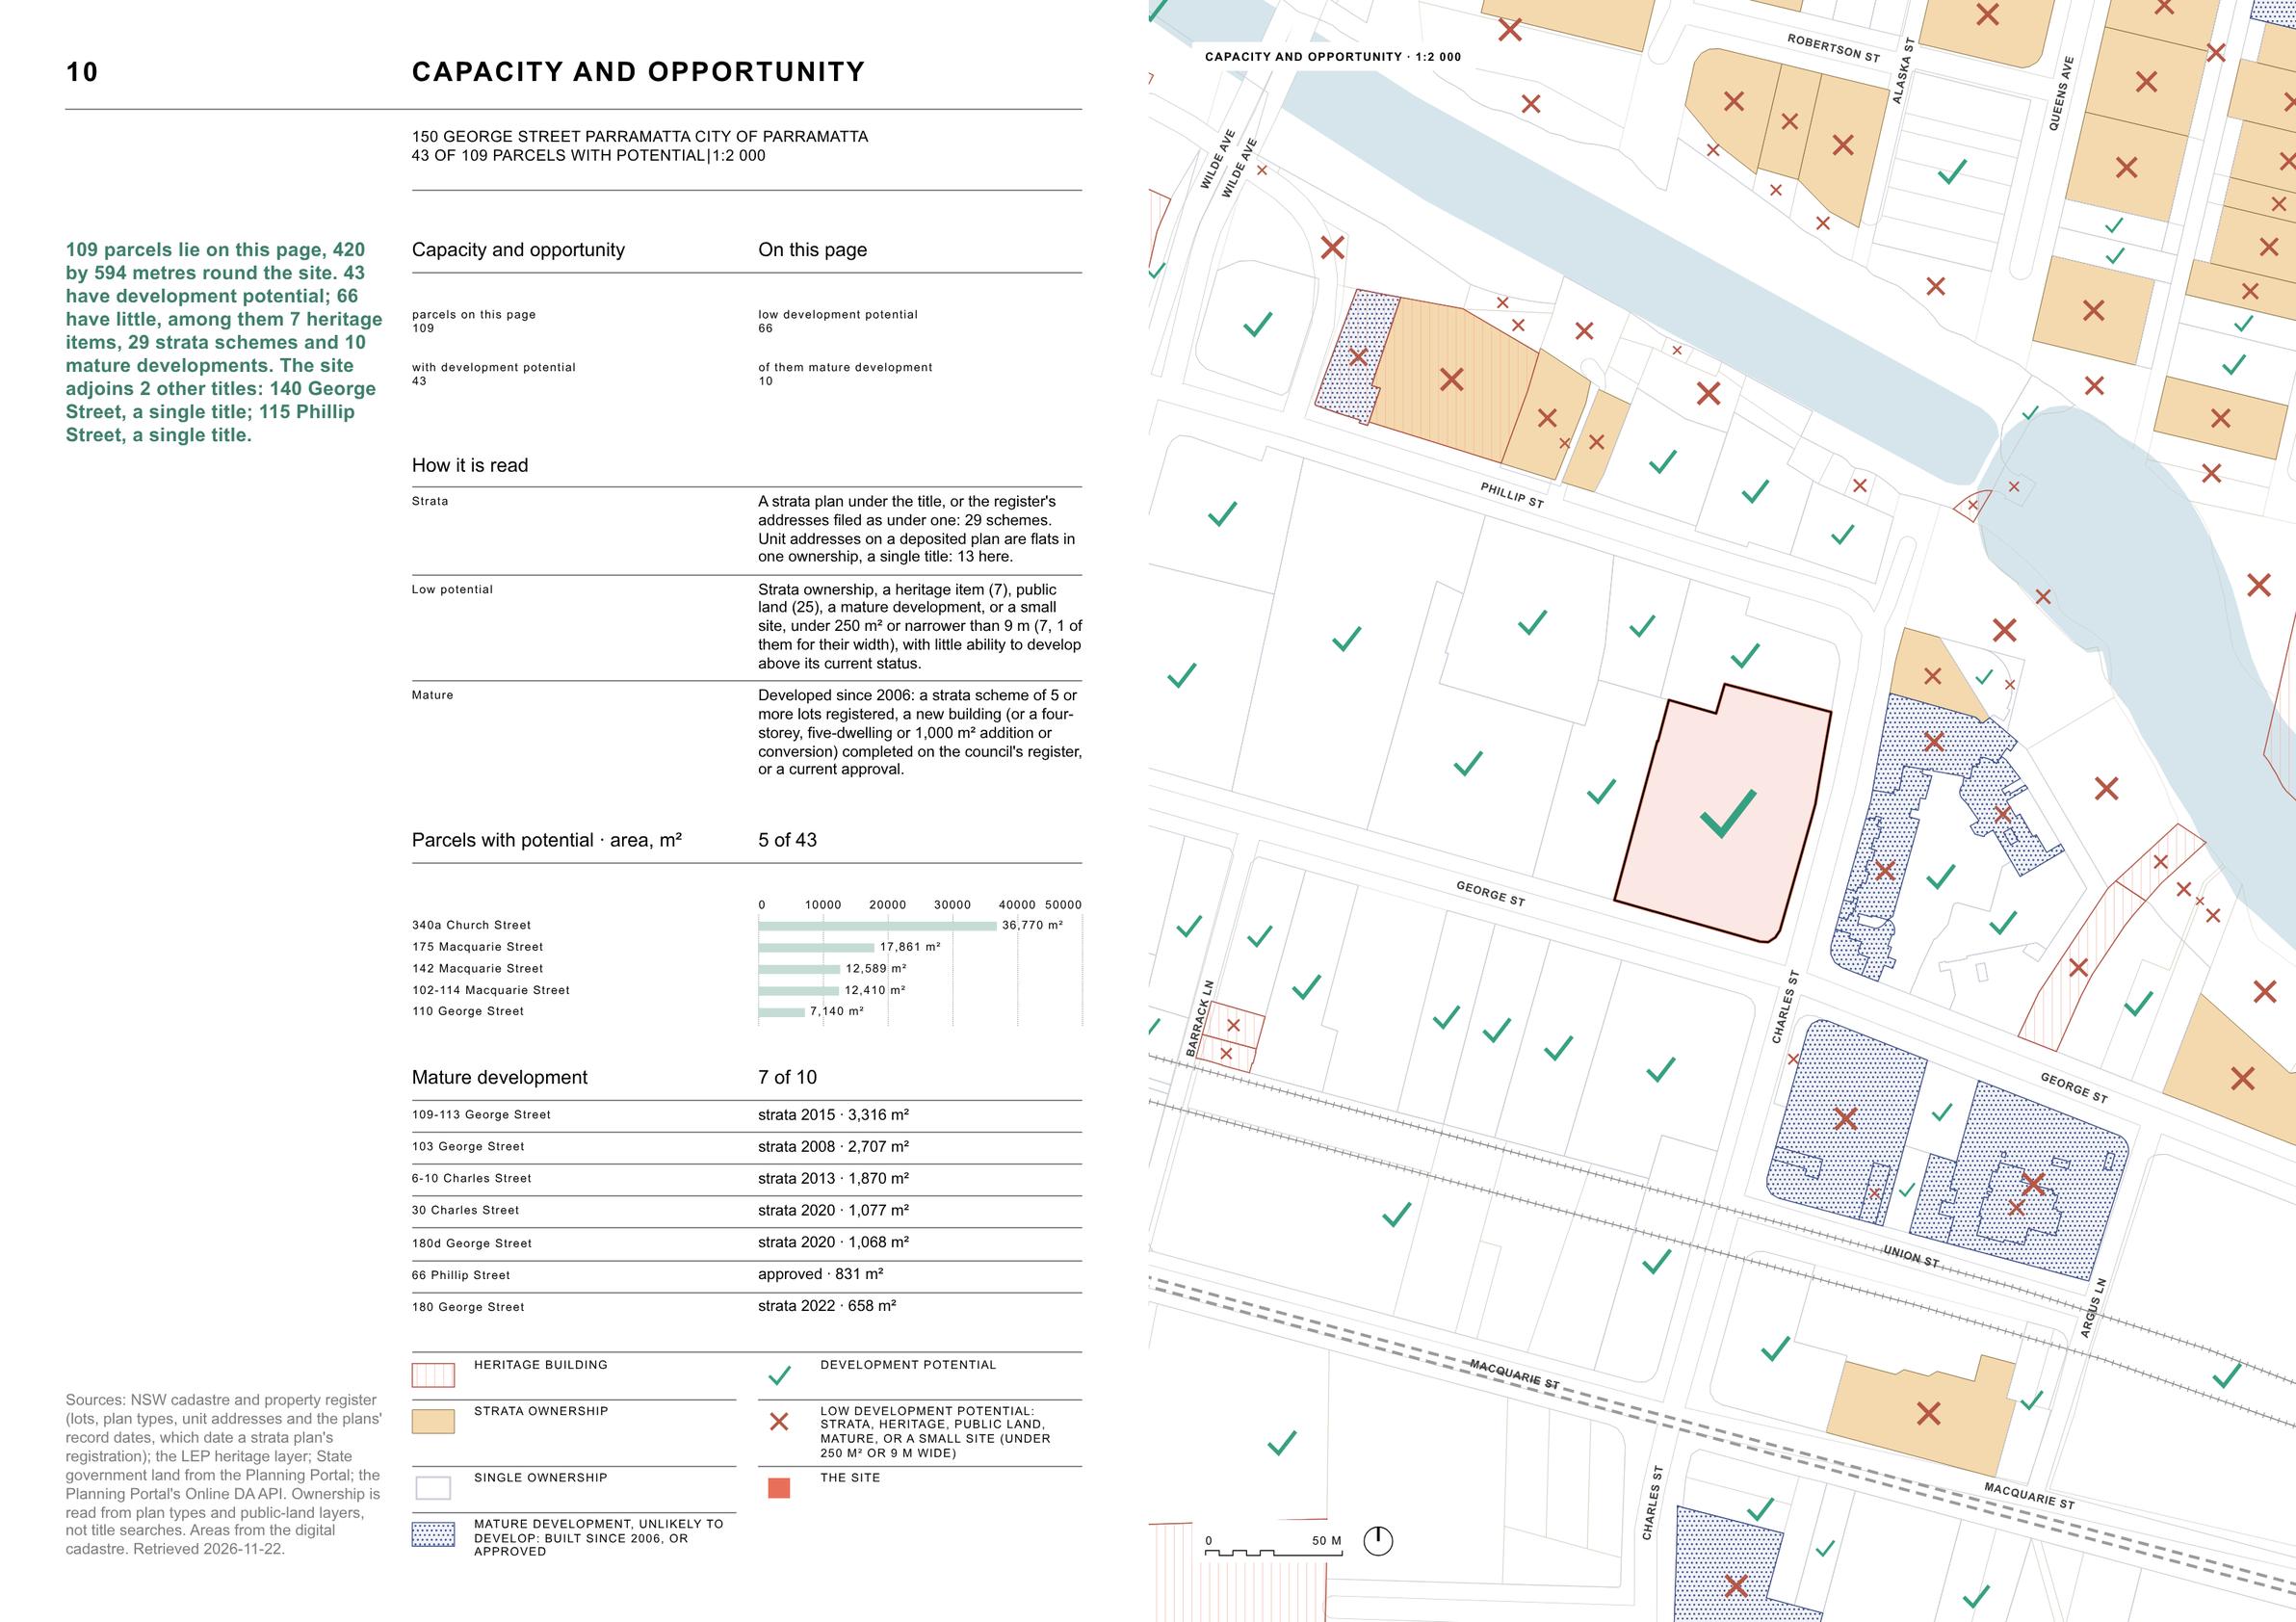 10
CAPACITY AND OPPORTUNITY
150 GEORGE STREET PARRAMATTA CITY OF PARRAMATTA
43 OF 109 PARCELS WITH POTENTIAL|1:2 000
109 parcels lie on this page, 420
by 594 metres round the site. 43
have development potential; 66
have little, among them 7 heritage
items, 29 strata schemes and 10
mature developments. The site
adjoins 2 other titles: 140 George
Street, a single title; 115 Phillip
Street, a single title.
Capacity and opportunity
On this page
parcels on this page
109
low development potential
66
with development potential
43
of them mature development
10
How it is read
Strata
A strata plan under the title, or the register's
addresses filed as under one: 29 schemes.
Unit addresses on a deposited plan are flats in
one ownership, a single title: 13 here.
Low potential
Strata ownership, a heritage item (7), public
land (25), a mature development, or a small
site, under 250 m² or narrower than 9 m (7, 1 of
them for their width), with little ability to develop
above its current status.
Mature
Developed since 2006: a strata scheme of 5 or
more lots registered, a new building (or a four-
storey, five-dwelling or 1,000 m² addition or
conversion) completed on the council's register,
or a current approval.
Parcels with potential · area, m²
5 of 43
0 10000 20000 30000 40000 50000
340a Church Street 36,770 m²
175 Macquarie Street 17,861 m²
142 Macquarie Street 12,589 m²
102-114 Macquarie Street 12,410 m²
110 George Street 7,140 m²
Mature development
7 of 10
109-113 George Street strata 2015 · 3,316 m²
103 George Street strata 2008 · 2,707 m²
6-10 Charles Street strata 2013 · 1,870 m²
30 Charles Street strata 2020 · 1,077 m²
180d George Street strata 2020 · 1,068 m²
66 Phillip Street approved · 831 m²
180 George Street strata 2022 · 658 m²
HERITAGE BUILDING
DEVELOPMENT POTENTIAL
STRATA OWNERSHIP
LOW DEVELOPMENT POTENTIAL:
STRATA, HERITAGE, PUBLIC LAND,
MATURE, OR A SMALL SITE (UNDER
250 M² OR 9 M WIDE)
SINGLE OWNERSHIP
THE SITE
MATURE DEVELOPMENT, UNLIKELY TO
DEVELOP: BUILT SINCE 2006, OR
APPROVED
Sources: NSW cadastre and property register
(lots, plan types, unit addresses and the plans'
record dates, which date a strata plan's
registration); the LEP heritage layer; State
government land from the Planning Portal; the
Planning Portal's Online DA API. Ownership is
read from plan types and public-land layers,
not title searches. Areas from the digital
cadastre. Retrieved 2026-11-22.
CAPACITY AND OPPORTUNITY · 1:2 000
ROBERTSON ST
ALASKA ST
QUEENS AVE
WILDE AVE
WILDE AVE
PHILLIP ST
GEORGE ST
BARRACK LN
CHARLES ST
GEORGE ST
UNION ST
ARGUS LN
MACQUARIE ST
MACQUARIE ST
CHARLES ST
0 50 M